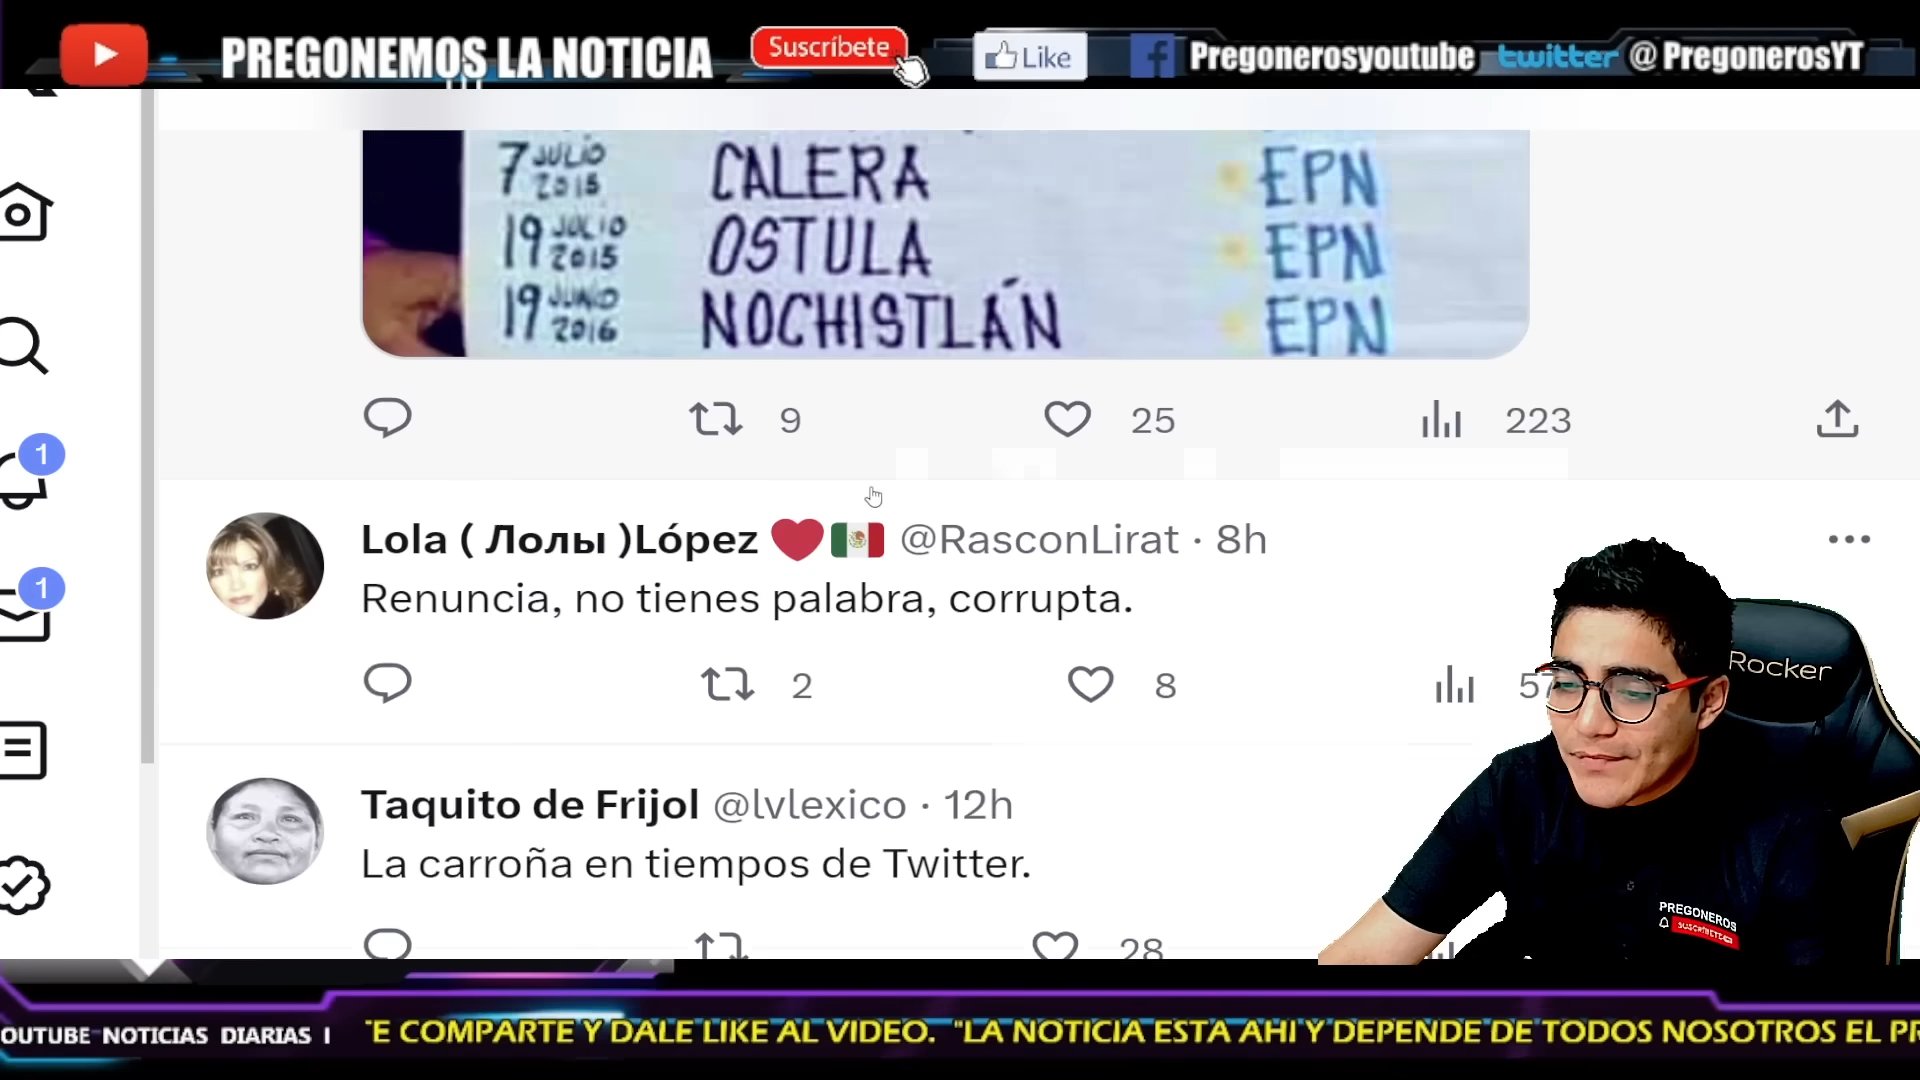 PREGONEMOS LA NOTICIA
Suscríbete
Like
Pregonerosyoutube
twitter @PregonerosYT
7 JULIO 2015 CALERA EPN
19 JULIO 2015 OSTULA EPN
19 JUNIO 2016 NOCHISTLÁN EPN
9 25 223
1
Lola ( Лолы )López @RasconLirat · 8h
Renuncia, no tienes palabra, corrupta.
1
2 8 57
Rocker
Taquito de Frijol @lvlexico · 12h
La carroña en tiempos de Twitter.
28
PREGONEROS
SUSCRÍBETE
OUTUBE NOTICIAS DIARIAS |
E COMPARTE Y DALE LIKE AL VIDEO. "LA NOTICIA ESTA AHI Y DEPENDE DE TODOS NOSOTROS EL PR